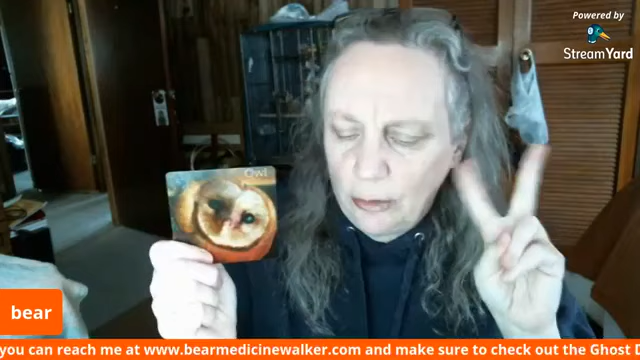 Powered by
StreamYard
Owl
bear
you can reach me at www.bearmedicinewalker.com and make sure to check out the Ghost